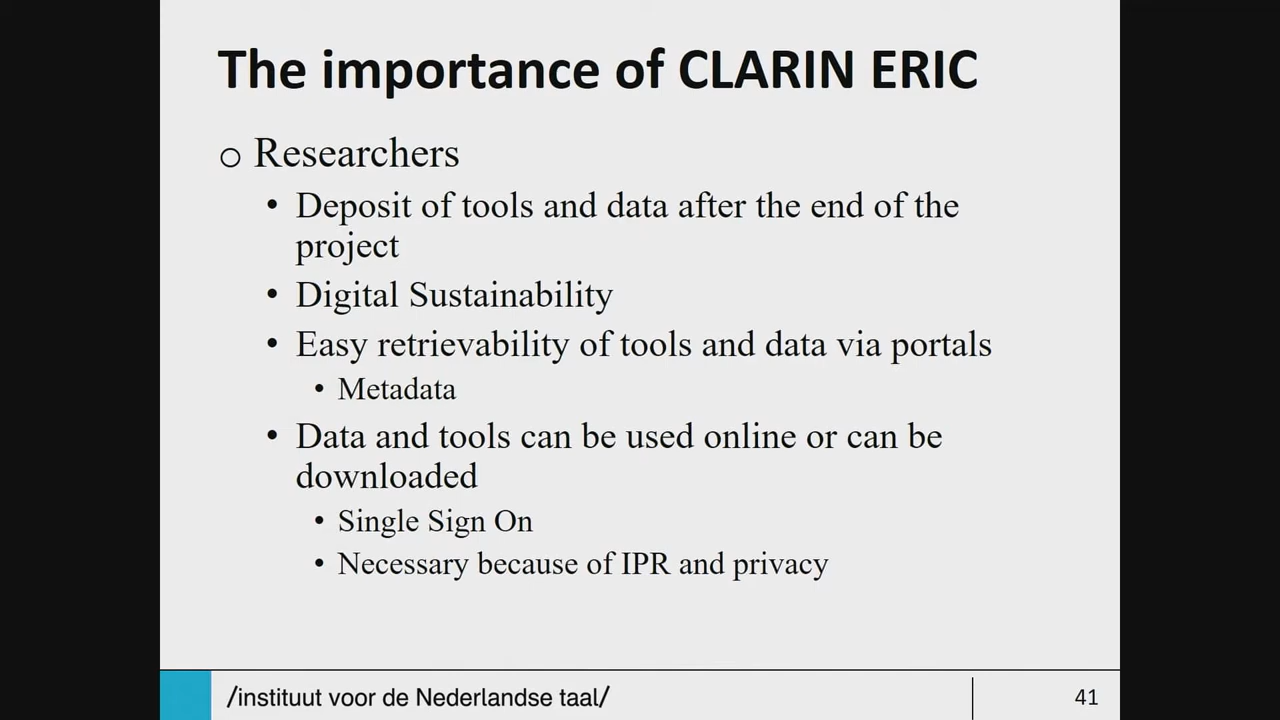 The importance of CLARIN ERIC
o Researchers
• Deposit of tools and data after the end of the
project
• Digital Sustainability
• Easy retrievability of tools and data via portals
• Metadata
• Data and tools can be used online or can be
downloaded
• Single Sign On
• Necessary because of IPR and privacy
/instituut voor de Nederlandse taal/
41